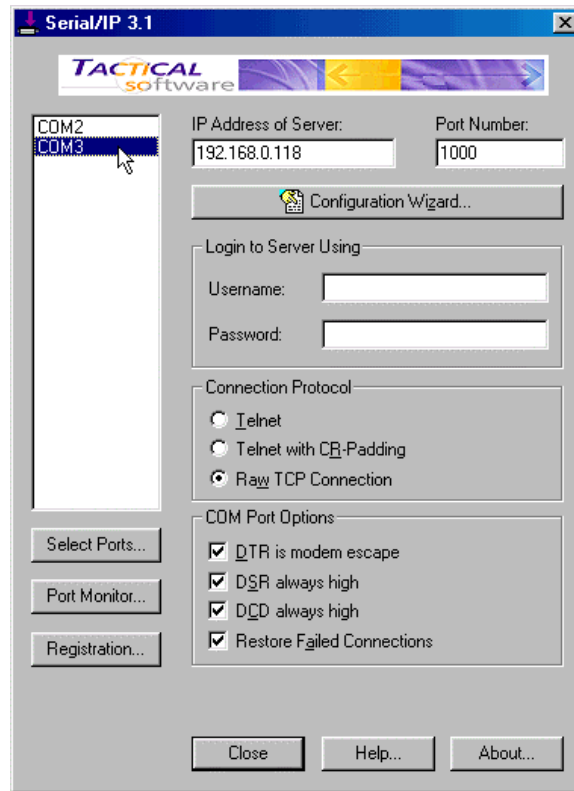 Serial/IP 3.1
TACTICAL
software
COM2
COM3
IP Address of Server:
Port Number:
192.168.0.118
1000
Configuration Wizard...
Login to Server Using
Username:
Password:
Connection Protocol
Telnet
Telnet with CR-Padding
Raw TCP Connection
COM Port Options
DTR is modem escape
DSR always high
DCD always high
Restore Failed Connections
Select Ports...
Port Monitor...
Registration...
Close
Help...
About...